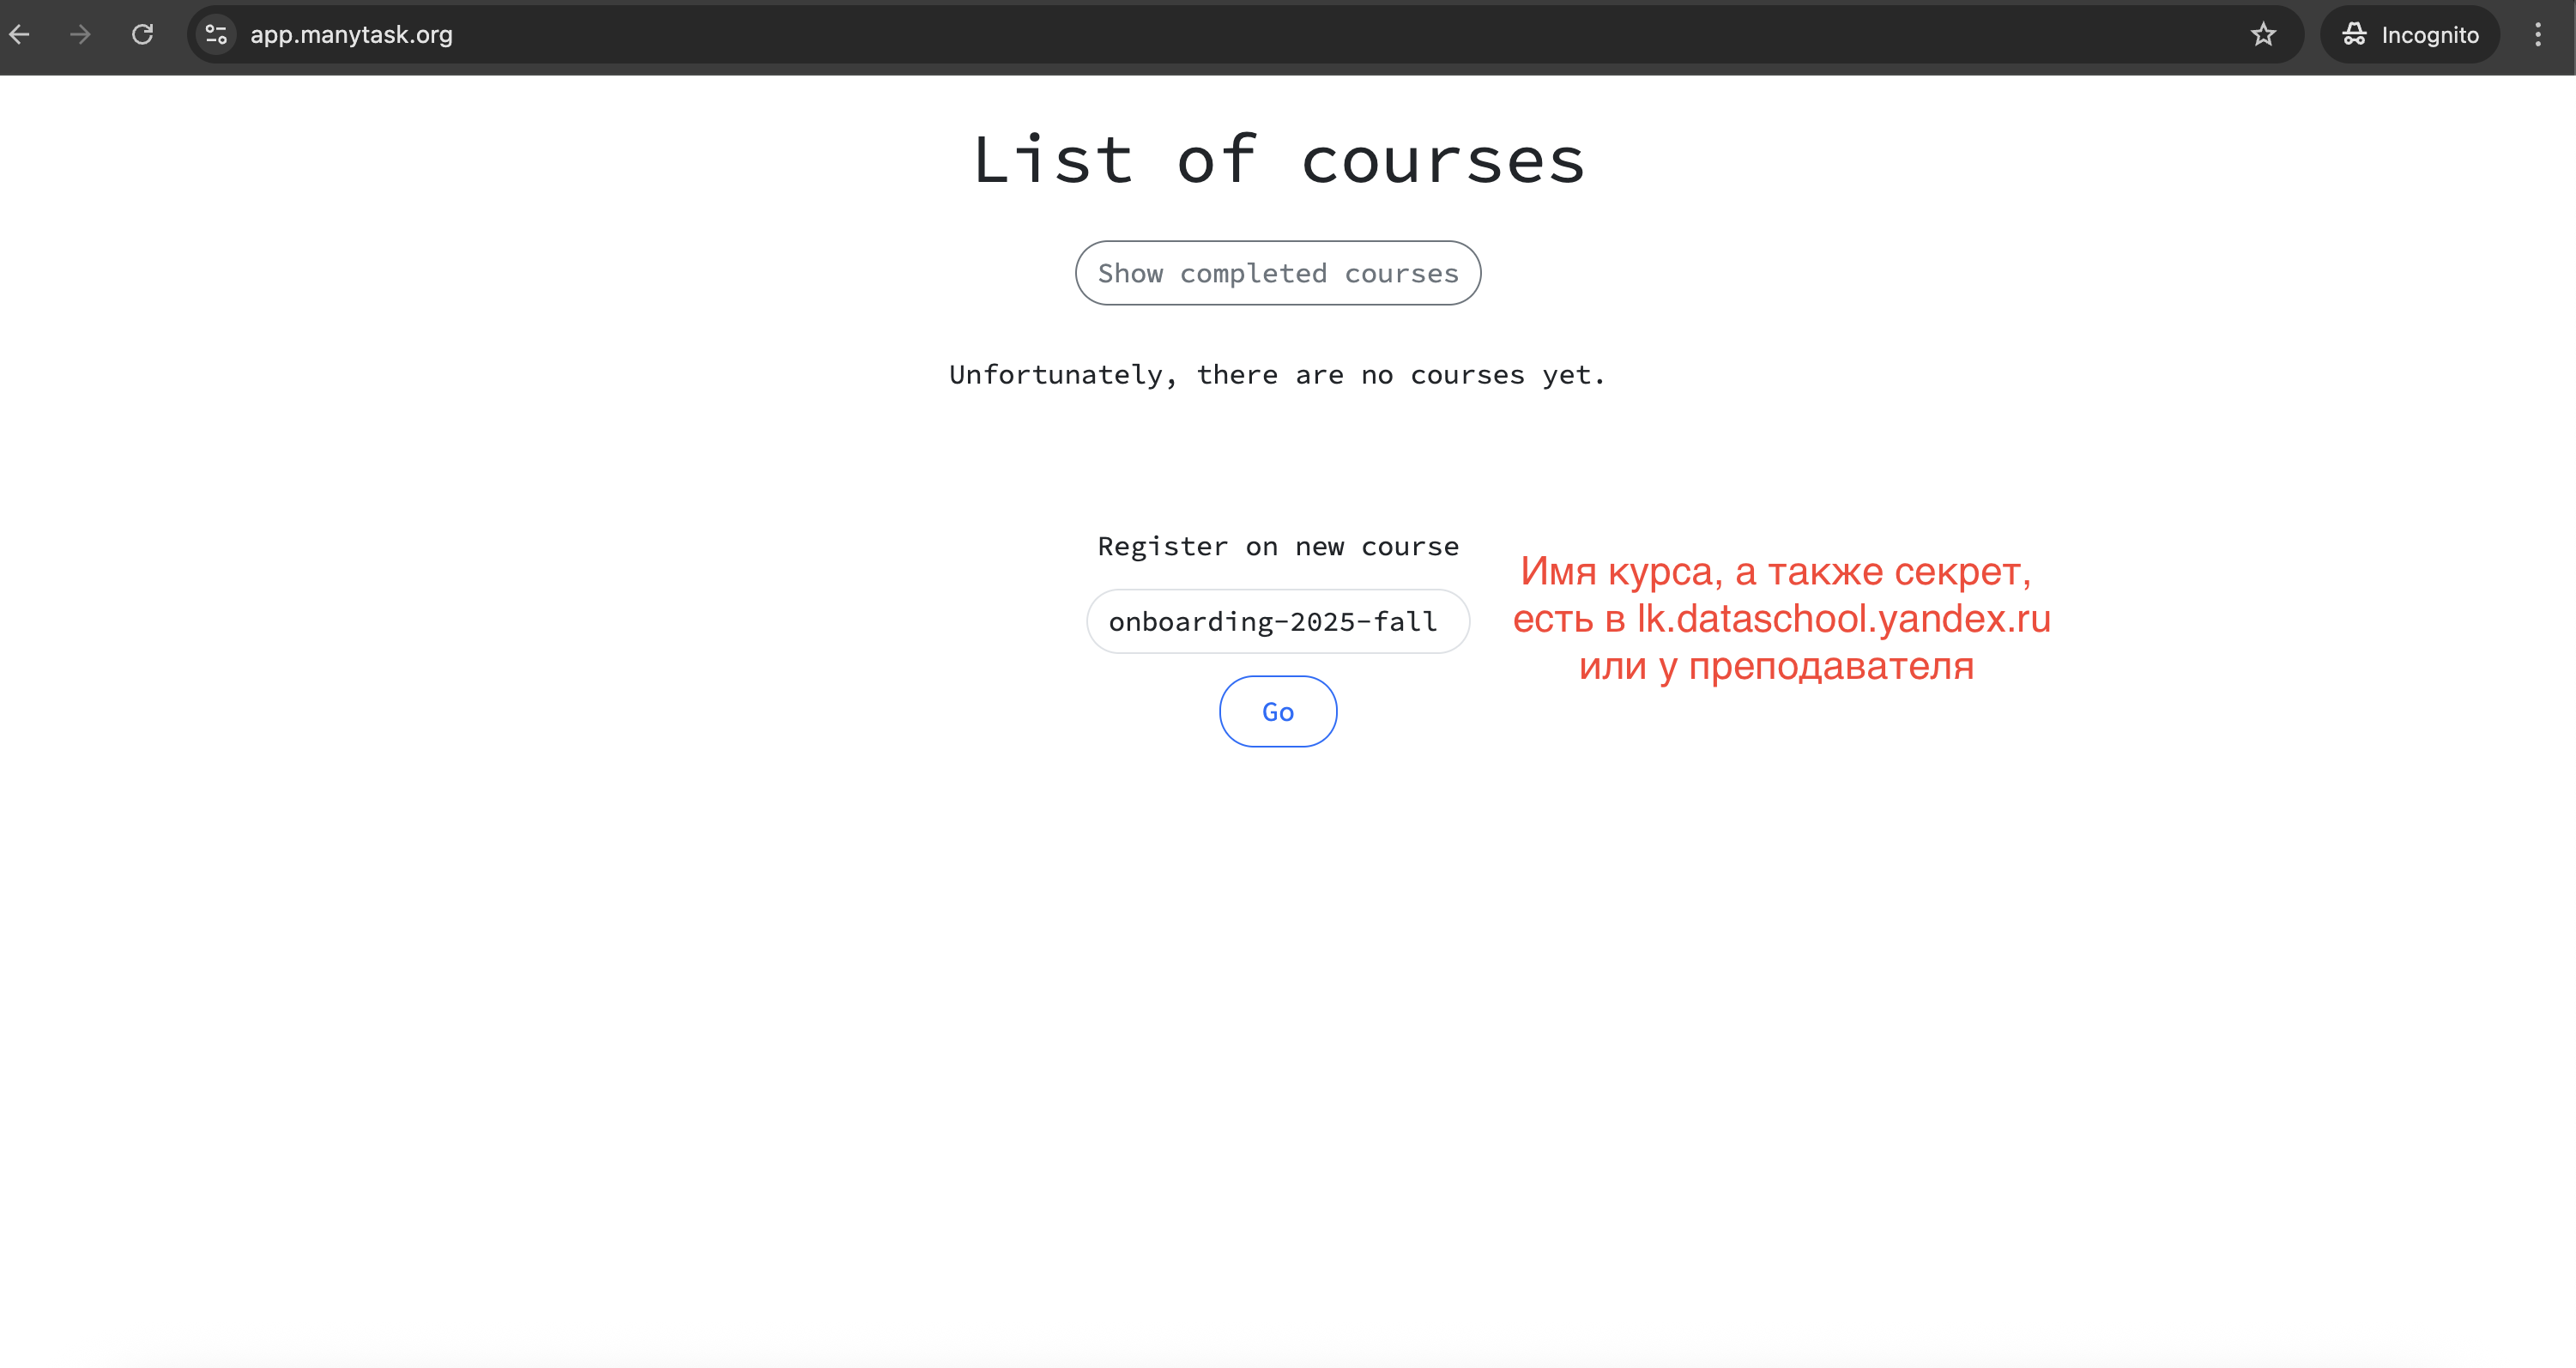 app.manytask.org
Incognito
List of courses
Show completed courses
Unfortunately, there are no courses yet.
Register on new course
onboarding-2025-fall
Go
Имя курса, а также секрет,
есть в lk.dataschool.yandex.ru
или у преподавателя